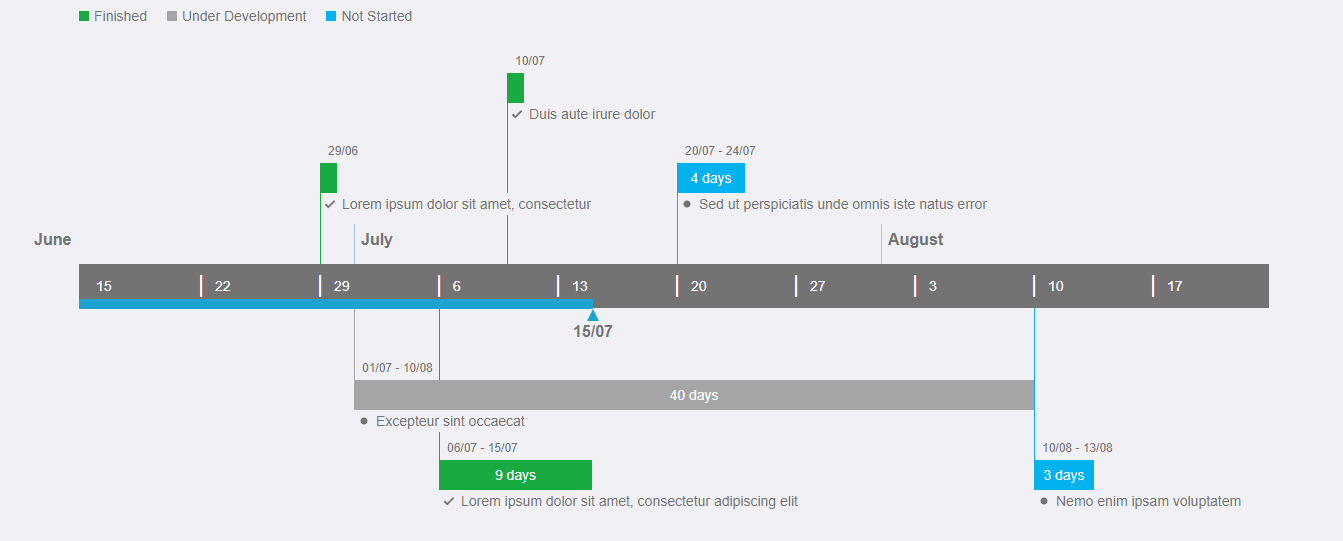 Finished Under Development Not Started
10/07
Duis aute irure dolor
29/06
20/07 - 24/07
4 days
Lorem ipsum dolor sit amet, consectetur
Sed ut perspiciatis unde omnis iste natus error
June July August
15 22 29 6 13 20 27 3 10 17
15/07
01/07 - 10/08
40 days
Excepteur sint occaecat
06/07 - 15/07
10/08 - 13/08
9 days
3 days
Lorem ipsum dolor sit amet, consectetur adipiscing elit
Nemo enim ipsam voluptatem